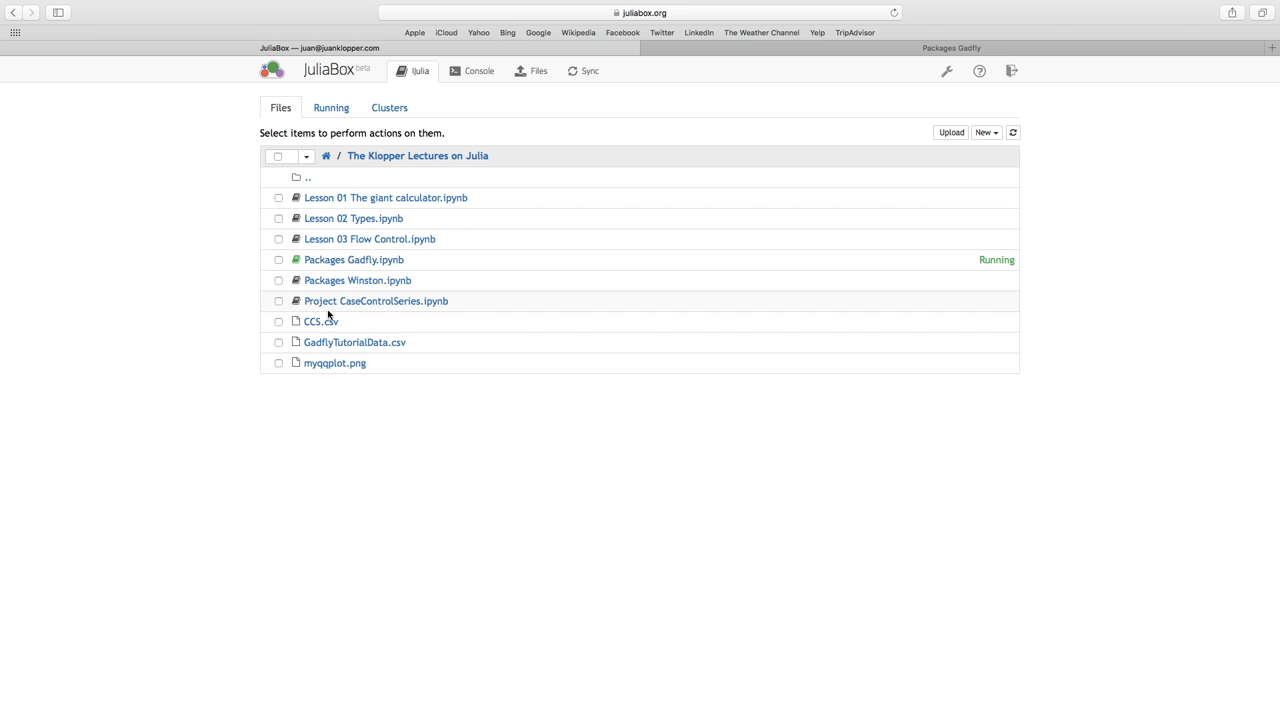 juliabox.org
Apple iCloud Yahoo Bing Google Wikipedia Facebook Twitter LinkedIn The Weather Channel Yelp TripAdvisor
JuliaBox — juan@juanklopper.com Packages Gadfly
JuliaBox beta IJulia Console Files Sync
Files Running Clusters
Select items to perform actions on them. Upload New
/ The Klopper Lectures on Julia
..
Lesson 01 The giant calculator.ipynb
Lesson 02 Types.ipynb
Lesson 03 Flow Control.ipynb
Packages Gadfly.ipynb Running
Packages Winston.ipynb
Project CaseControlSeries.ipynb
CCS.csv
GadflyTutorialData.csv
myqqplot.png